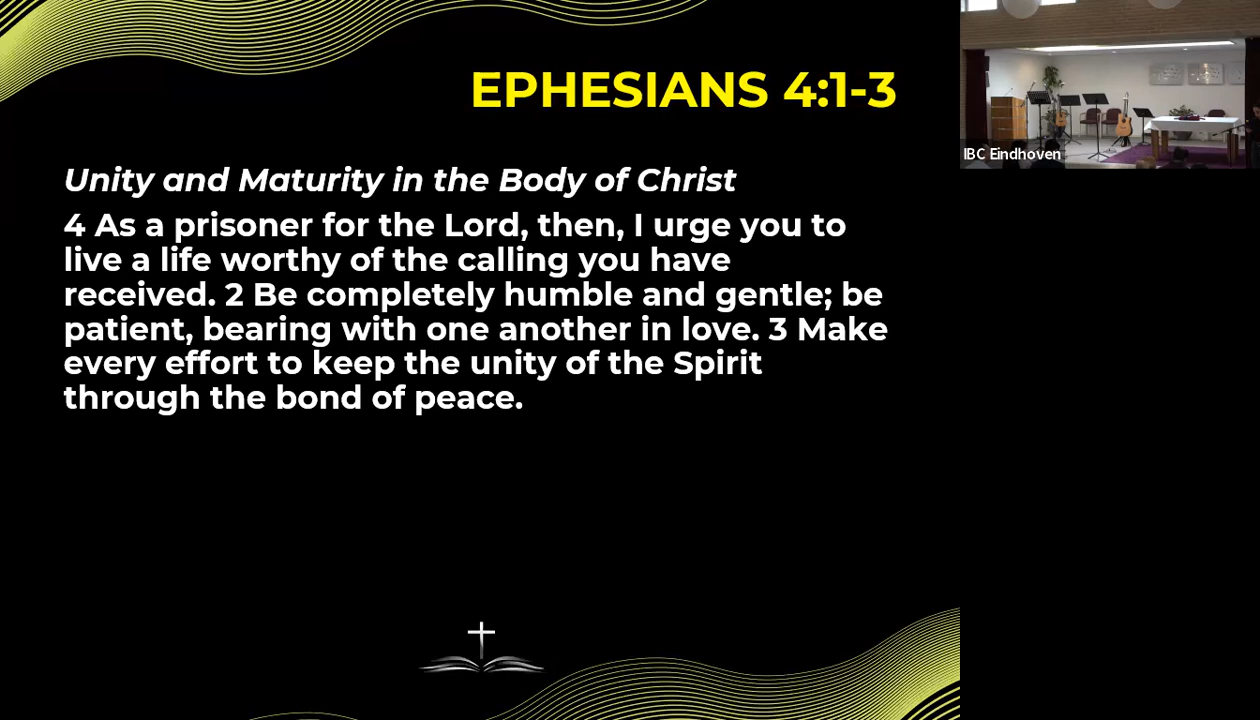 EPHESIANS 4:1-3
IBC Eindhoven
Unity and Maturity in the Body of Christ
4 As a prisoner for the Lord, then, I urge you to
live a life worthy of the calling you have
received. 2 Be completely humble and gentle; be
patient, bearing with one another in love. 3 Make
every effort to keep the unity of the Spirit
through the bond of peace.